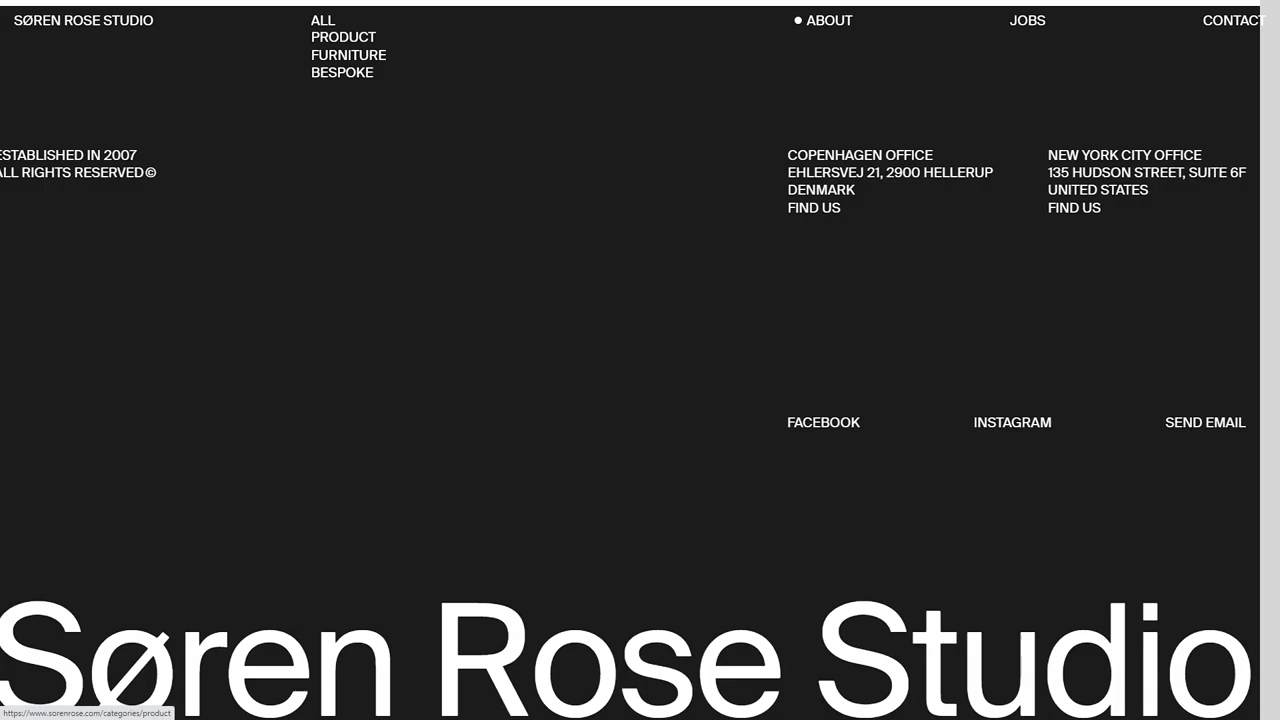 SØREN ROSE STUDIO
ALL
PRODUCT
FURNITURE
BESPOKE
ABOUT
JOBS
CONTACT
ESTABLISHED IN 2007
ALL RIGHTS RESERVED©
COPENHAGEN OFFICE
EHLERSVEJ 21, 2900 HELLERUP
DENMARK
FIND US
NEW YORK CITY OFFICE
135 HUDSON STREET, SUITE 6F
UNITED STATES
FIND US
FACEBOOK
INSTAGRAM
SEND EMAIL
Søren Rose Studio
https://www.sorenrose.com/categories/product